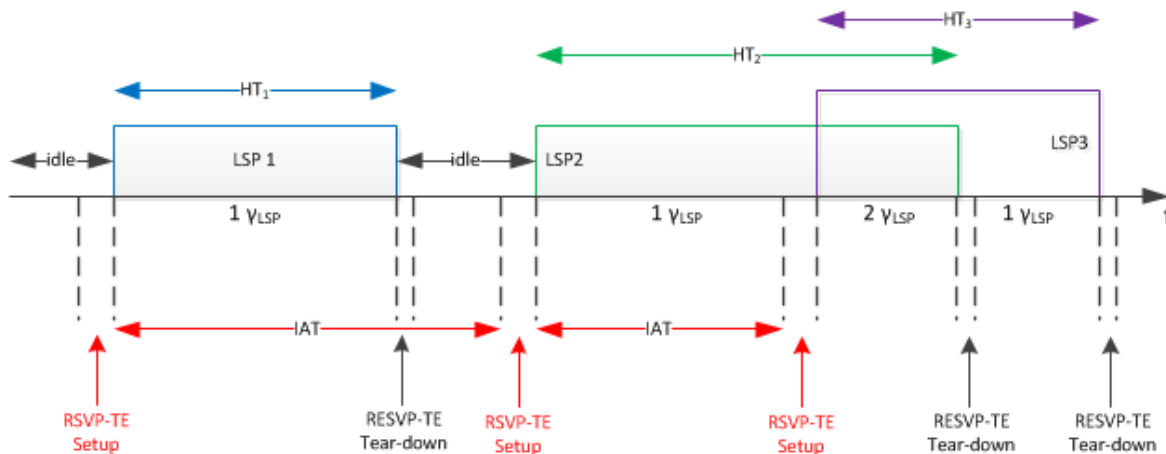 HT₃
HT₂
HT₁
idle
LSP 1
idle
LSP2
LSP3
1 γLSP
1 γLSP
2 γLSP
1 γLSP
IAT
IAT
RSVP-TE
Setup
RESVP-TE
Tear-down
RSVP-TE
Setup
RSVP-TE
Setup
RESVP-TE
Tear-down
RESVP-TE
Tear-down